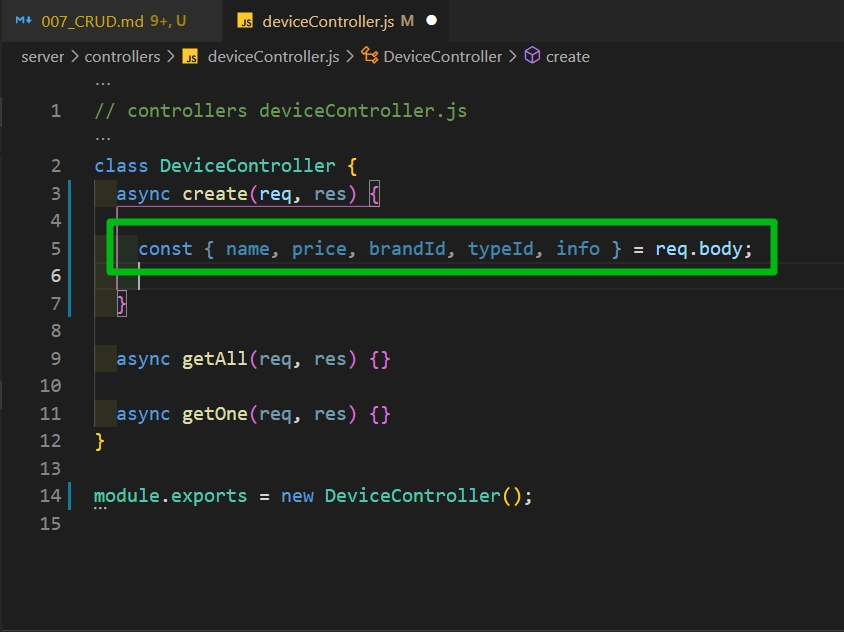 007_CRUD.md 9+, U
JS deviceController.js M
server > controllers > JS deviceController.js > DeviceController > create
...
1 // controllers deviceController.js
...
2 class DeviceController {
3 async create(req, res) {
4
5 const { name, price, brandId, typeId, info } = req.body;
6
7 }
8
9 async getAll(req, res) {}
10
11 async getOne(req, res) {}
12 }
13
14 module.exports = new DeviceController();
...
15